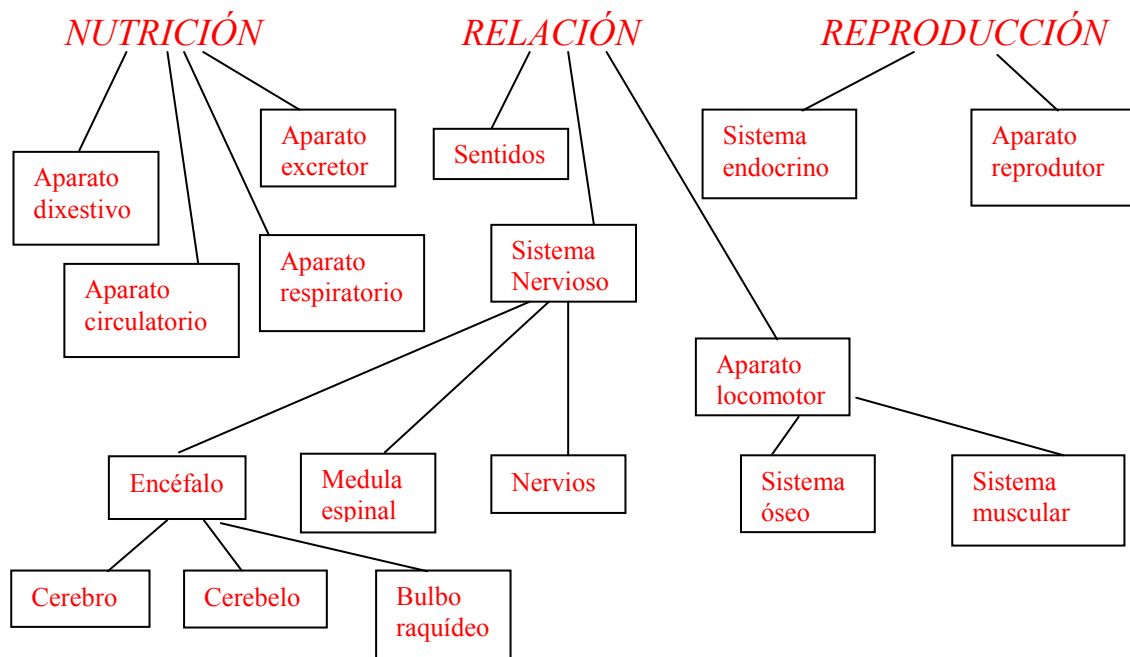 NUTRICIÓN
RELACIÓN
REPRODUCCIÓN
Aparato
dixestivo
Aparato
circulatorio
Aparato
respiratorio
Aparato
excretor
Sentidos
Sistema
Nervioso
Aparato
locomotor
Sistema
endocrino
Aparato
reprodutor
Encéfalo
Medula
espinal
Nervios
Sistema
óseo
Sistema
muscular
Cerebro
Cerebelo
Bulbo
raquídeo